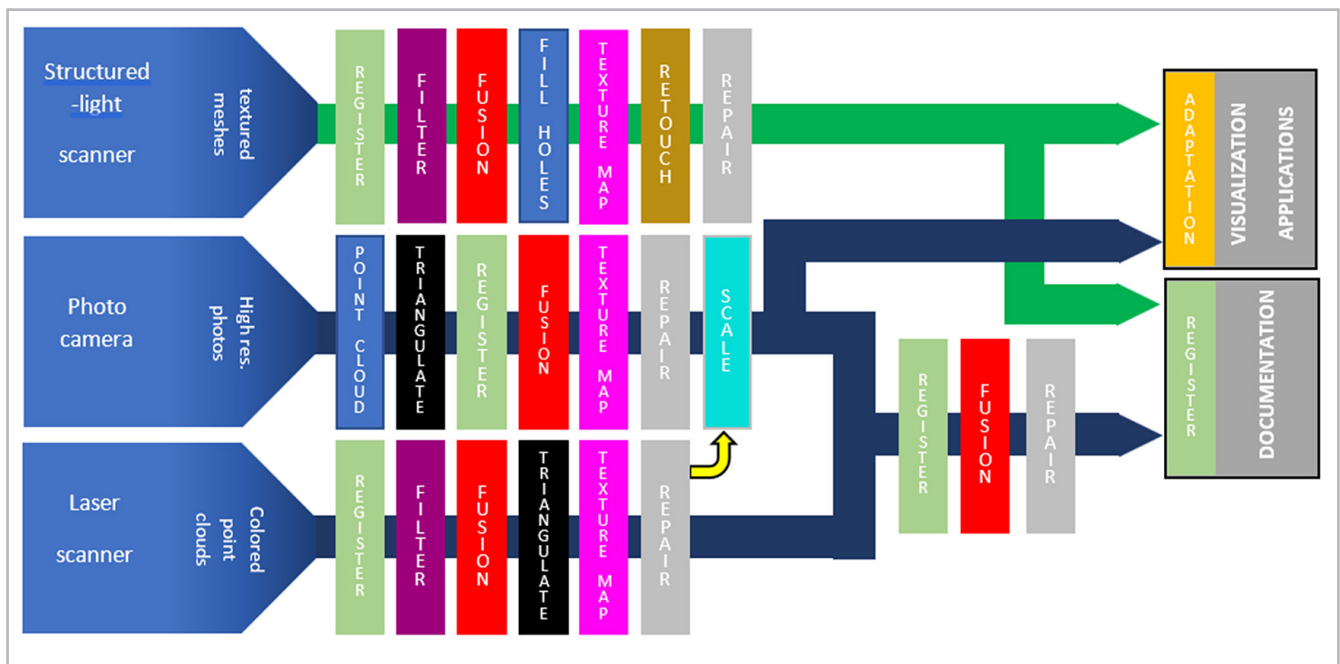 Structured
-light
scanner
textured
meshes
REGISTER
FILTER
FUSION
FILL HOLES
TEXTURE MAP
RETOUCH
REPAIR
Photo
camera
High res.
photos
POINT CLOUD
TRIANGULATE
REGISTER
FUSION
TEXTURE MAP
REPAIR
SCALE
Laser
scanner
Colored
point
clouds
REGISTER
FILTER
FUSION
TRIANGULATE
TEXTURE MAP
REPAIR
REGISTER
FUSION
REPAIR
ADAPTATION
VISUALIZATION
APPLICATIONS
REGISTER
DOCUMENTATION